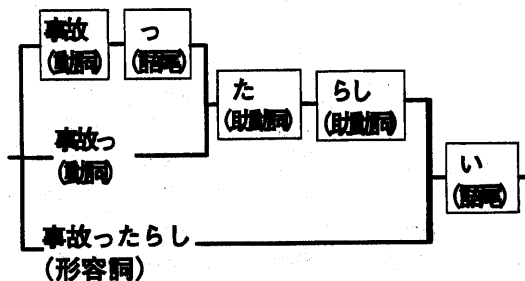 事故
(動詞)
っ
(語尾)
た
(助動詞)
らし
(助動詞)
事故っ
(動詞)
い
(語尾)
事故ったらし
(形容詞)